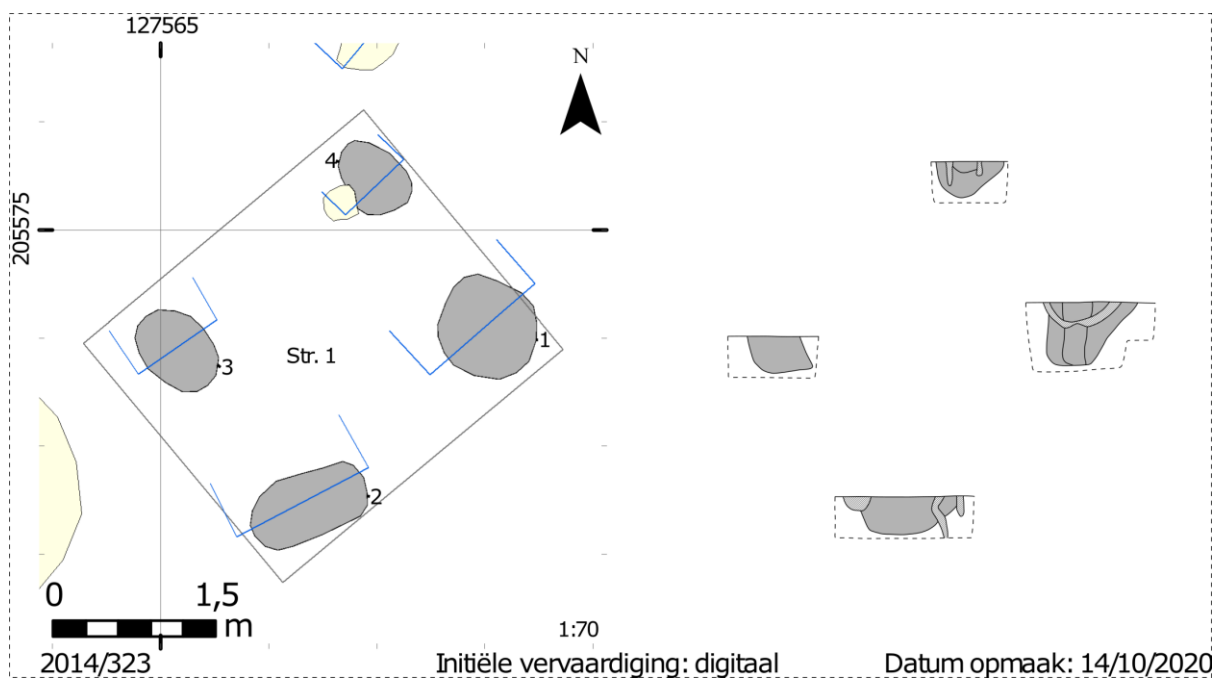 127565
N
4
205575
1
Str. 1
3
2
0 1,5
m
1:70
2014/323 Initiële vervaardiging: digitaal Datum opmaak: 14/10/2020